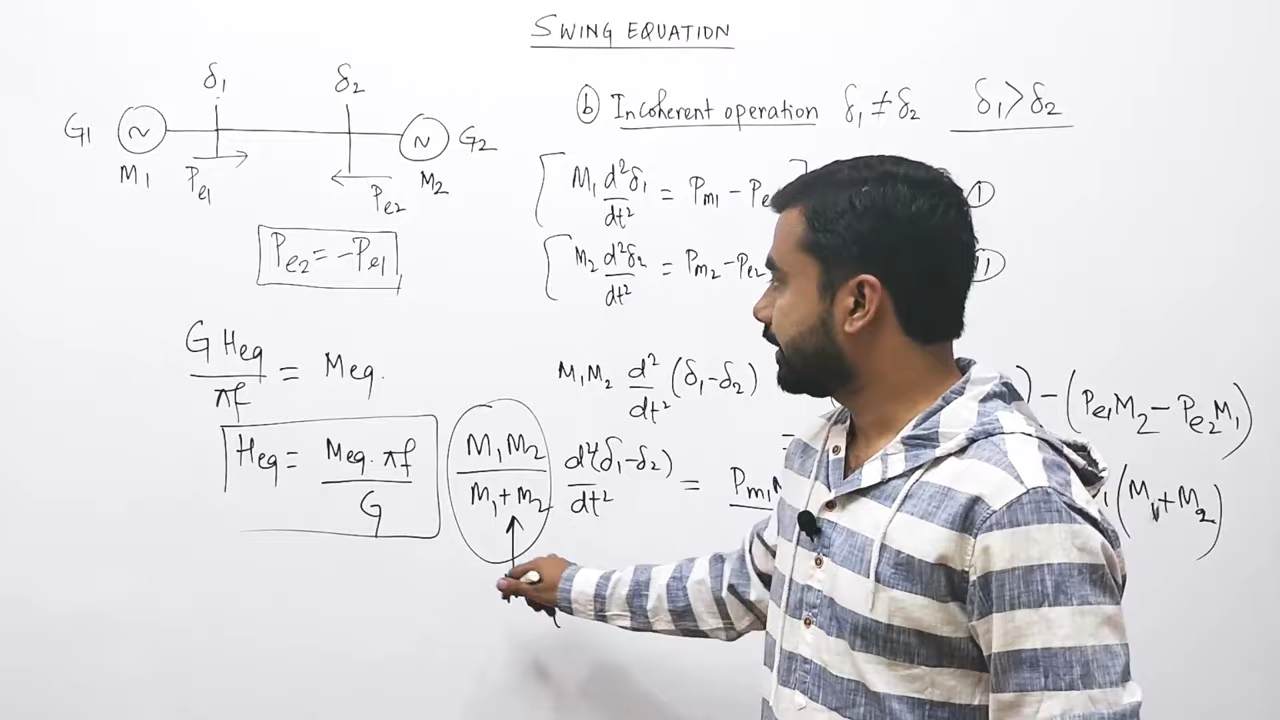 SWING EQUATION
δ1 δ2
G1 ~ ~ G2
M1 Pe1 Pe2 M2
Pe2 = -Pe1
ⓑ Incoherent operation δ1 ≠ δ2 δ1 > δ2
M1 d²δ1/dt² = Pm1 - Pe ①
M2 d²δ2/dt² = Pm2 - Pe2
G Heq/πf = Meq.
Heq = Meq. πf/G
M1M2 d²/dt² (δ1-δ2)
= ) - (Pe1M2 - Pe2M1)
M1M2/M1+M2 d²(δ1-δ2)/dt² = Pm1 (M1+M2)